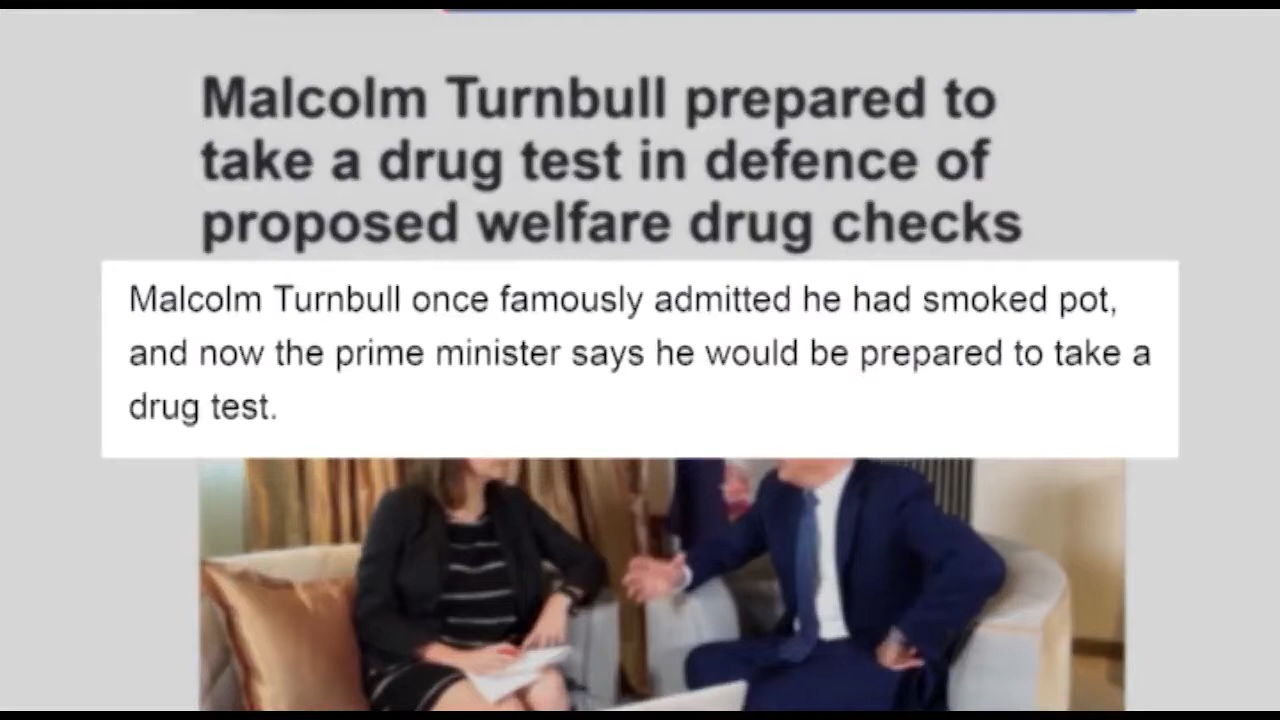 Malcolm Turnbull prepared to
take a drug test in defence of
proposed welfare drug checks
Malcolm Turnbull once famously admitted he had smoked pot,
and now the prime minister says he would be prepared to take a
drug test.